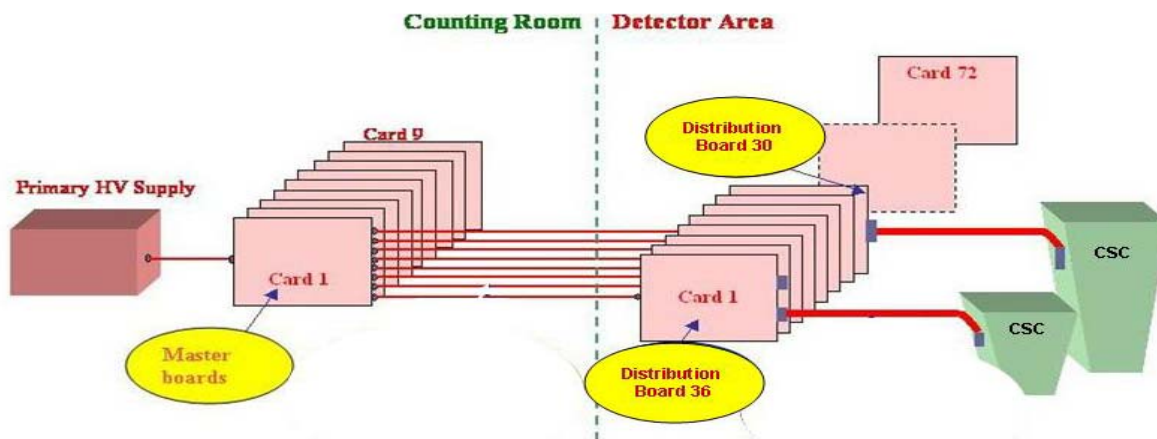 Counting Room
Detector Area
Card 72
Card 9
Distribution
Board 30
Primary HV Supply
CSC
Card 1
Card 1
CSC
Master
boards
Distribution
Board 36